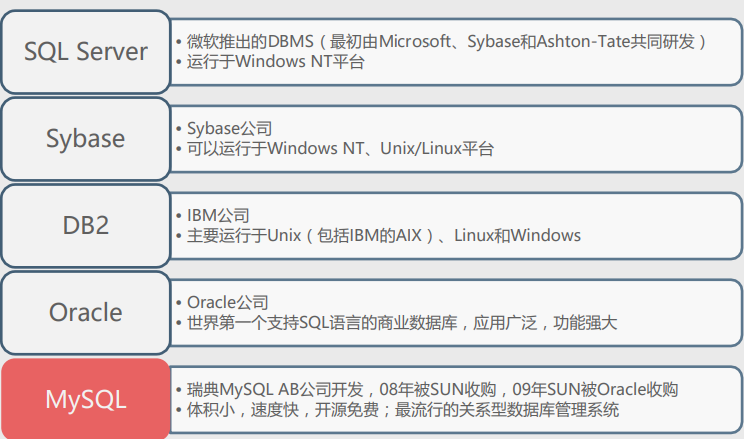 SQL Server
• 微软推出的DBMS（最初由Microsoft、Sybase和Ashton-Tate共同研发）
• 运行于Windows NT平台
Sybase
• Sybase公司
• 可以运行于Windows NT、Unix/Linux平台
DB2
• IBM公司
• 主要运行于Unix（包括IBM的AIX）、Linux和Windows
Oracle
• Oracle公司
• 世界第一个支持SQL语言的商业数据库，应用广泛，功能强大
MySQL
• 瑞典MySQL AB公司开发，08年被SUN收购，09年SUN被Oracle收购
• 体积小，速度快，开源免费；最流行的关系型数据库管理系统